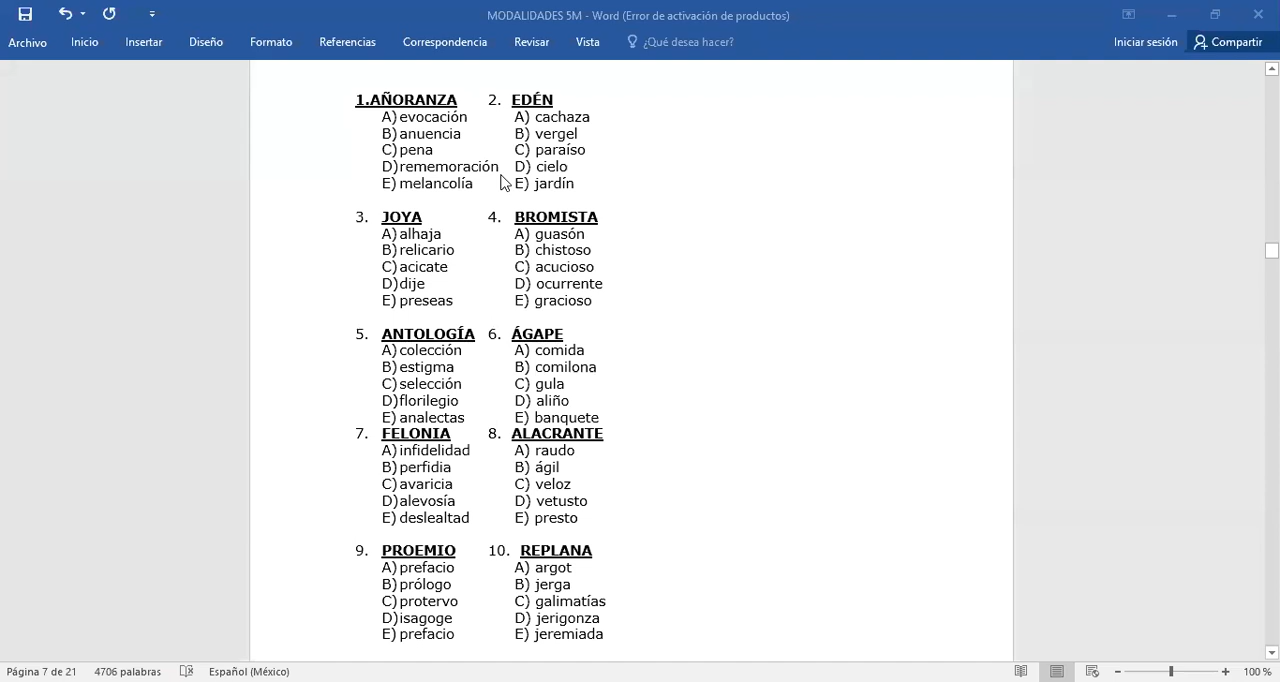 MODALIDADES 5M - Word (Error de activación de productos)
Archivo Inicio Insertar Diseño Formato Referencias Correspondencia Revisar Vista ¿Qué desea hacer? Iniciar sesión Compartir
1.AÑORANZA 2. EDÉN
A) evocación A) cachaza
B) anuencia B) vergel
C) pena C) paraíso
D) rememoración D) cielo
E) melancolía E) jardín
3. JOYA 4. BROMISTA
A) alhaja A) guasón
B) relicario B) chistoso
C) acicate C) acucioso
D) dije D) ocurrente
E) preseas E) gracioso
5. ANTOLOGÍA 6. ÁGAPE
A) colección A) comida
B) estigma B) comilona
C) selección C) gula
D) florilegio D) aliño
E) analectas E) banquete
7. FELONIA 8. ALACRANTE
A) infidelidad A) raudo
B) perfidia B) ágil
C) avaricia C) veloz
D) alevosía D) vetusto
E) deslealtad E) presto
9. PROEMIO 10. REPLANA
A) prefacio A) argot
B) prólogo B) jerga
C) protervo C) galimatías
D) isagoge D) jerigonza
E) prefacio E) jeremiada
Página 7 de 21 4706 palabras Español (México) 100 %